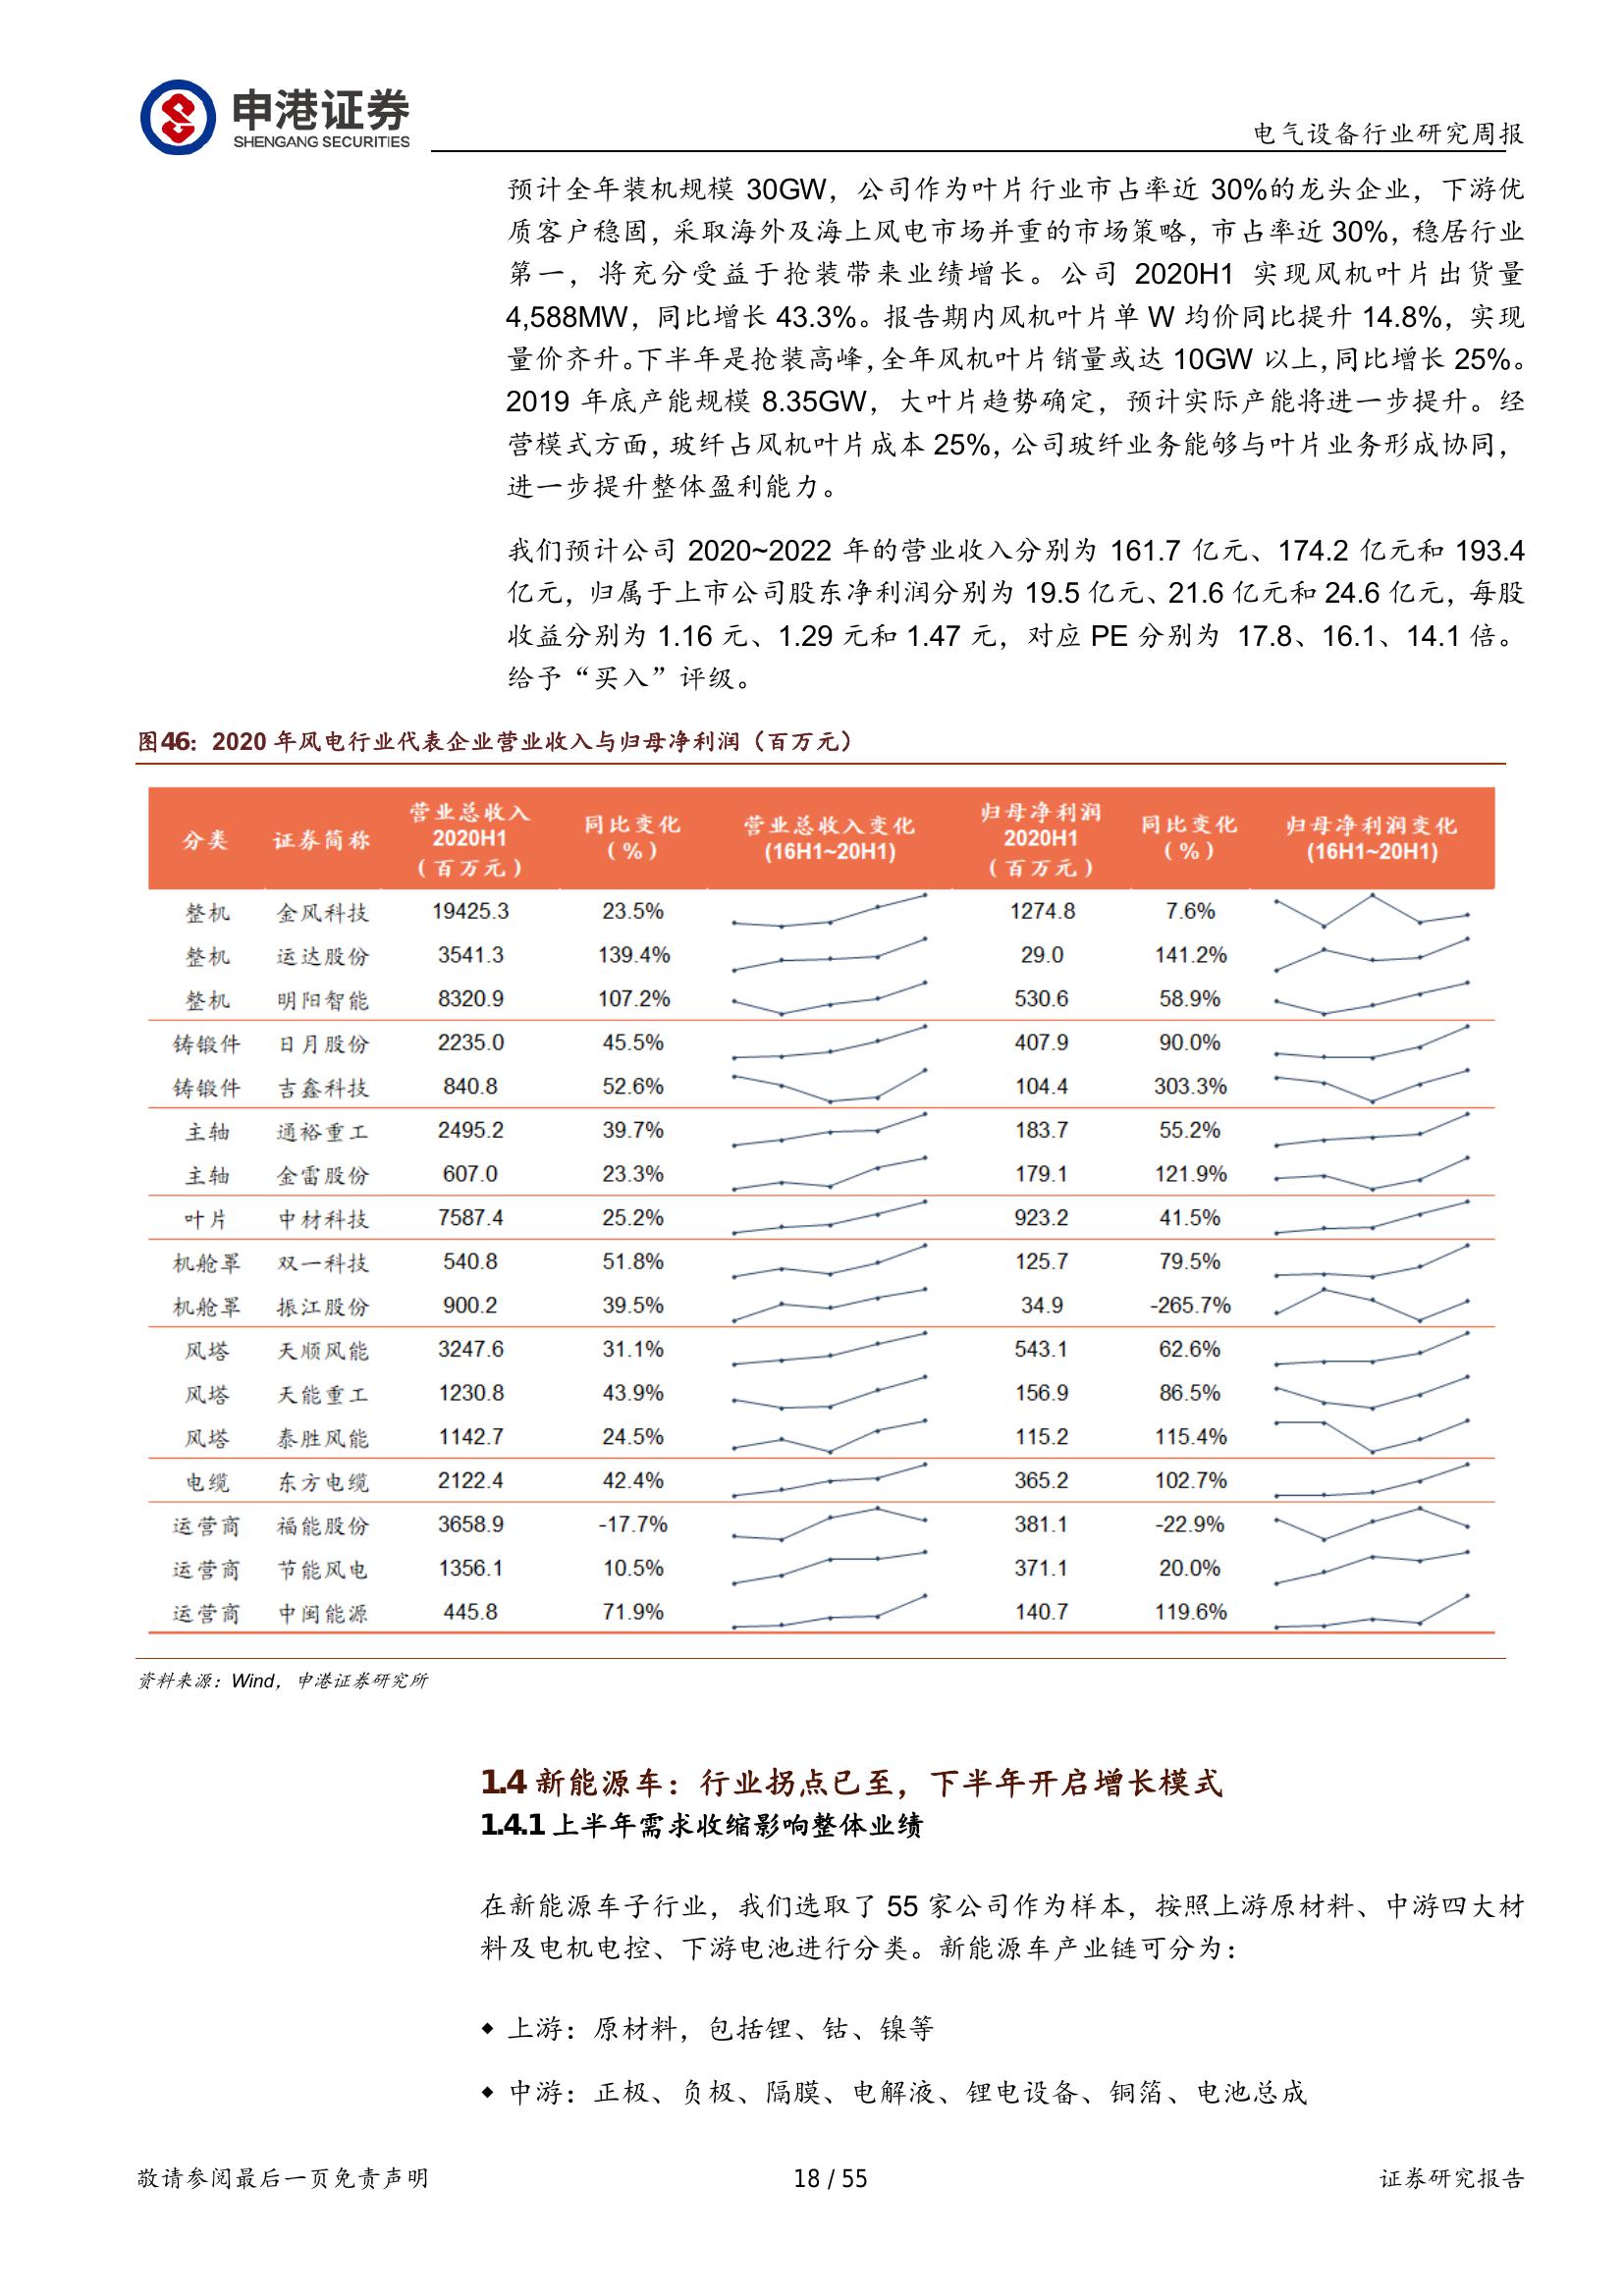 申港证券
SHENGANG SECURITIES
电气设备行业研究周报
预计全年装机规模 30GW，公司作为叶片行业市占率近 30%的龙头企业，下游优
质客户稳固，采取海外及海上风电市场并重的市场策略，市占率近 30%，稳居行业
第一，将充分受益于抢装带来业绩增长。公司 2020H1 实现风机叶片出货量
4,588MW，同比增长 43.3%。报告期内风机叶片单 W 均价同比提升 14.8%，实现
量价齐升。下半年是抢装高峰，全年风机叶片销量或达 10GW 以上，同比增长 25%。
2019 年底产能规模 8.35GW，大叶片趋势确定，预计实际产能将进一步提升。经
营模式方面，玻纤占风机叶片成本 25%，公司玻纤业务能够与叶片业务形成协同，
进一步提升整体盈利能力。
我们预计公司 2020~2022 年的营业收入分别为 161.7 亿元、174.2 亿元和 193.4
亿元，归属于上市公司股东净利润分别为 19.5 亿元、21.6 亿元和 24.6 亿元，每股
收益分别为 1.16 元、1.29 元和 1.47 元，对应 PE 分别为 17.8、16.1、14.1 倍。
给予“买入”评级。
图46：2020 年风电行业代表企业营业收入与归母净利润（百万元）
分类 证券简称 营业总收入 2020H1 （百万元） 同比变化 （%） 营业总收入变化 (16H1~20H1) 归母净利润 2020H1 （百万元） 同比变化 （%） 归母净利润变化 (16H1~20H1)
整机 金风科技 19425.3 23.5% 1274.8 7.6%
整机 运达股份 3541.3 139.4% 29.0 141.2%
整机 明阳智能 8320.9 107.2% 530.6 58.9%
铸锻件 日月股份 2235.0 45.5% 407.9 90.0%
铸锻件 吉鑫科技 840.8 52.6% 104.4 303.3%
主轴 通裕重工 2495.2 39.7% 183.7 55.2%
主轴 金雷股份 607.0 23.3% 179.1 121.9%
叶片 中材科技 7587.4 25.2% 923.2 41.5%
机舱罩 双一科技 540.8 51.8% 125.7 79.5%
机舱罩 振江股份 900.2 39.5% 34.9 -265.7%
风塔 天顺风能 3247.6 31.1% 543.1 62.6%
风塔 天能重工 1230.8 43.9% 156.9 86.5%
风塔 泰胜风能 1142.7 24.5% 115.2 115.4%
电缆 东方电缆 2122.4 42.4% 365.2 102.7%
运营商 福能股份 3658.9 -17.7% 381.1 -22.9%
运营商 节能风电 1356.1 10.5% 371.1 20.0%
运营商 中闽能源 445.8 71.9% 140.7 119.6%
资料来源：Wind，申港证券研究所
1.4 新能源车：行业拐点已至，下半年开启增长模式
1.4.1 上半年需求收缩影响整体业绩
在新能源车子行业，我们选取了 55 家公司作为样本，按照上游原材料、中游四大材
料及电机电控、下游电池进行分类。新能源车产业链可分为：
◆ 上游：原材料，包括锂、钴、镍等
◆ 中游：正极、负极、隔膜、电解液、锂电设备、铜箔、电池总成
敬请参阅最后一页免责声明
18 / 55
证券研究报告